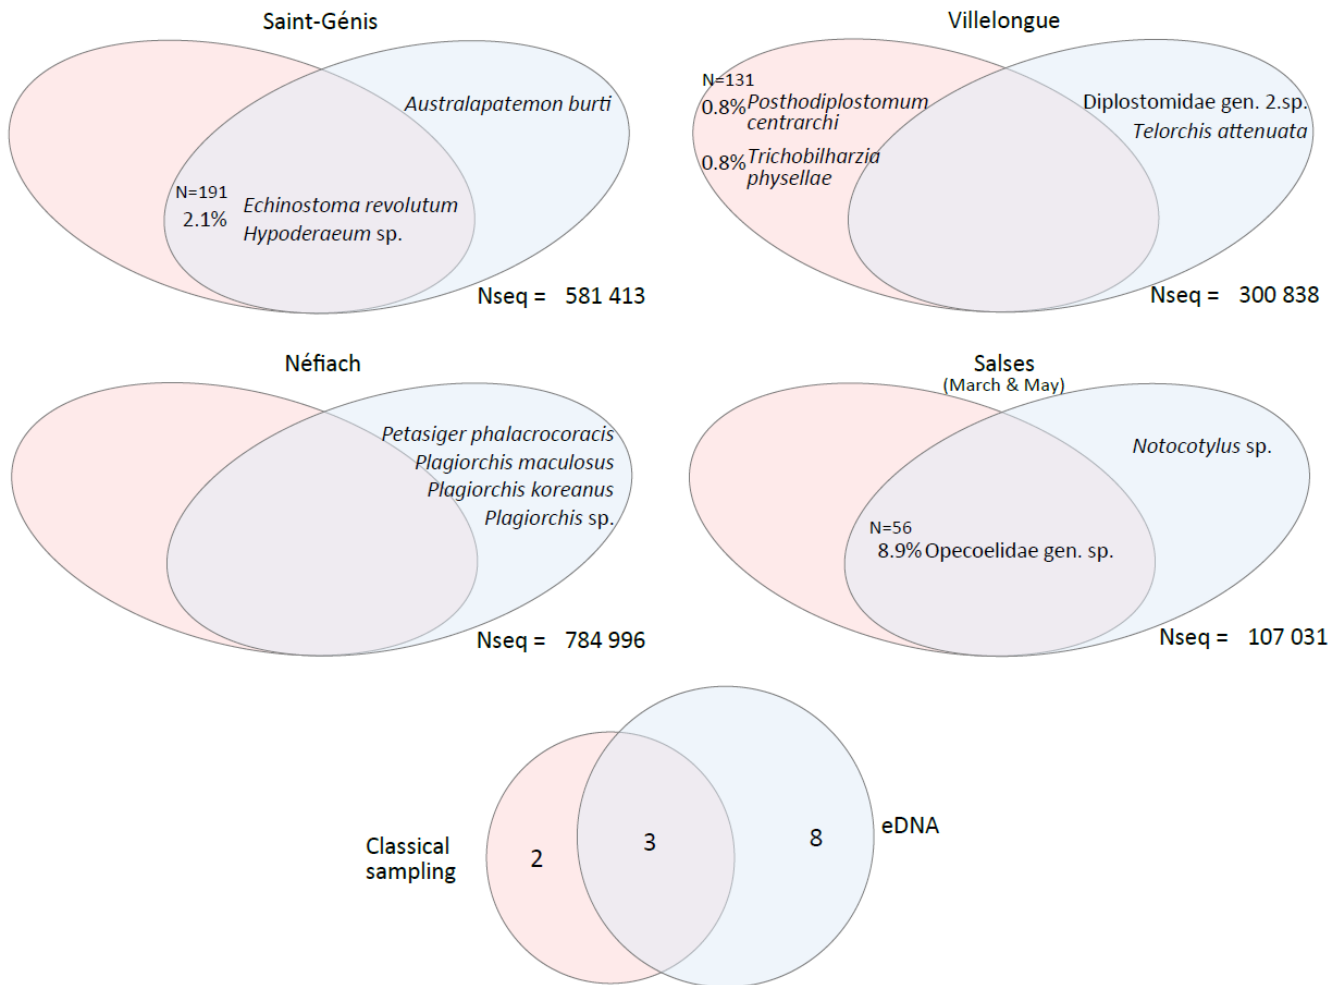 Saint-Génis
Australapatemon burti
N=191
2.1% Echinostoma revolutum
Hypoderaeum sp.
Nseq = 581 413
Villelongue
N=131
0.8% Posthodiplostomum
centrarchi
0.8% Trichobilharzia
physellae
Diplostomidae gen. 2.sp.
Telorchis attenuata
Nseq = 300 838
Néfiach
Petasiger phalacrocoracis
Plagiorchis maculosus
Plagiorchis koreanus
Plagiorchis sp.
Nseq = 784 996
Salses
(March & May)
Notocotylus sp.
N=56
8.9% Opecoelidae gen. sp.
Nseq = 107 031
Classical
sampling
2
3
8
eDNA